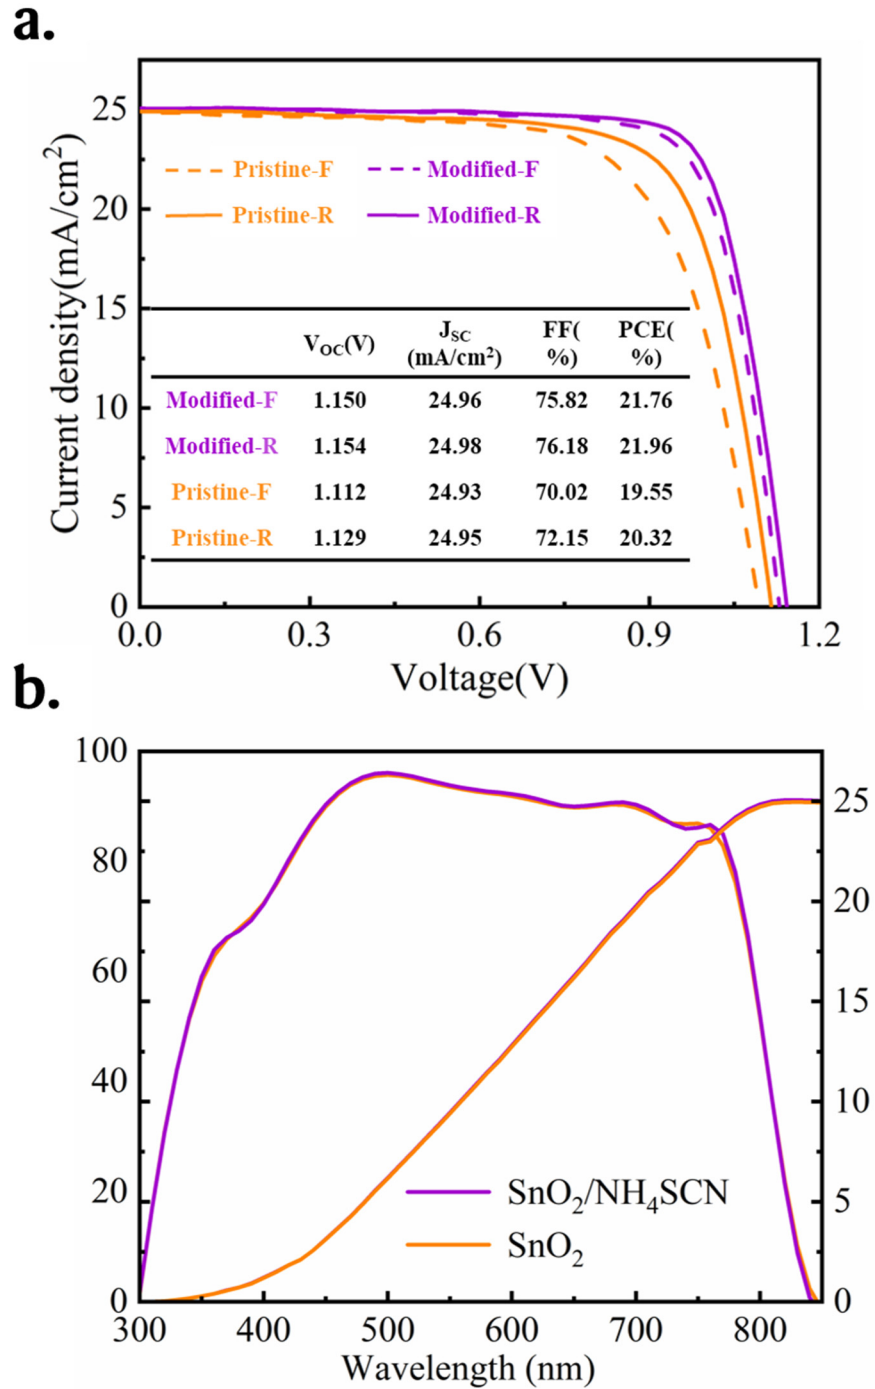 a.
Current density(mA/cm²)
25
20
15
10
5
0
Pristine-F Modified-F
Pristine-R Modified-R
V_OC(V) J_SC (mA/cm²) FF( %) PCE( %)
Modified-F 1.150 24.96 75.82 21.76
Modified-R 1.154 24.98 76.18 21.96
Pristine-F 1.112 24.93 70.02 19.55
Pristine-R 1.129 24.95 72.15 20.32
0.0 0.3 0.6 0.9 1.2
Voltage(V)
b.
100
80
60
40
20
0
25
20
15
10
5
0
SnO₂/NH₄SCN
SnO₂
300 400 500 600 700 800
Wavelength (nm)